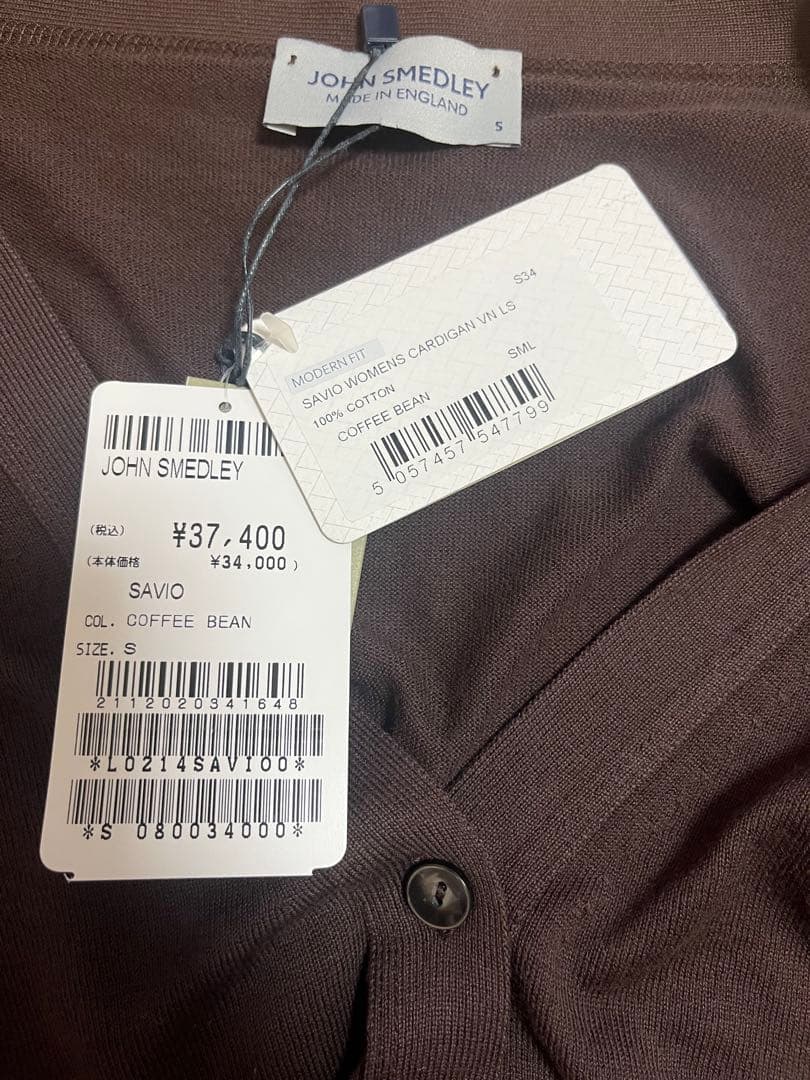 JOHN SMEDLEY
MADE IN ENGLAND
S
S34
MODERN FIT
SAVIO WOMENS CARDIGAN VN LS
100% COTTON
SML
COFFEE BEAN
5 057457 547799
JOHN SMEDLEY
(税込) ¥37,400
(本体価格 ¥34,000)
SAVIO
COL. COFFEE BEAN
SIZE. S
2112020341648
*L0214SAVIO0*
*S 080034000*